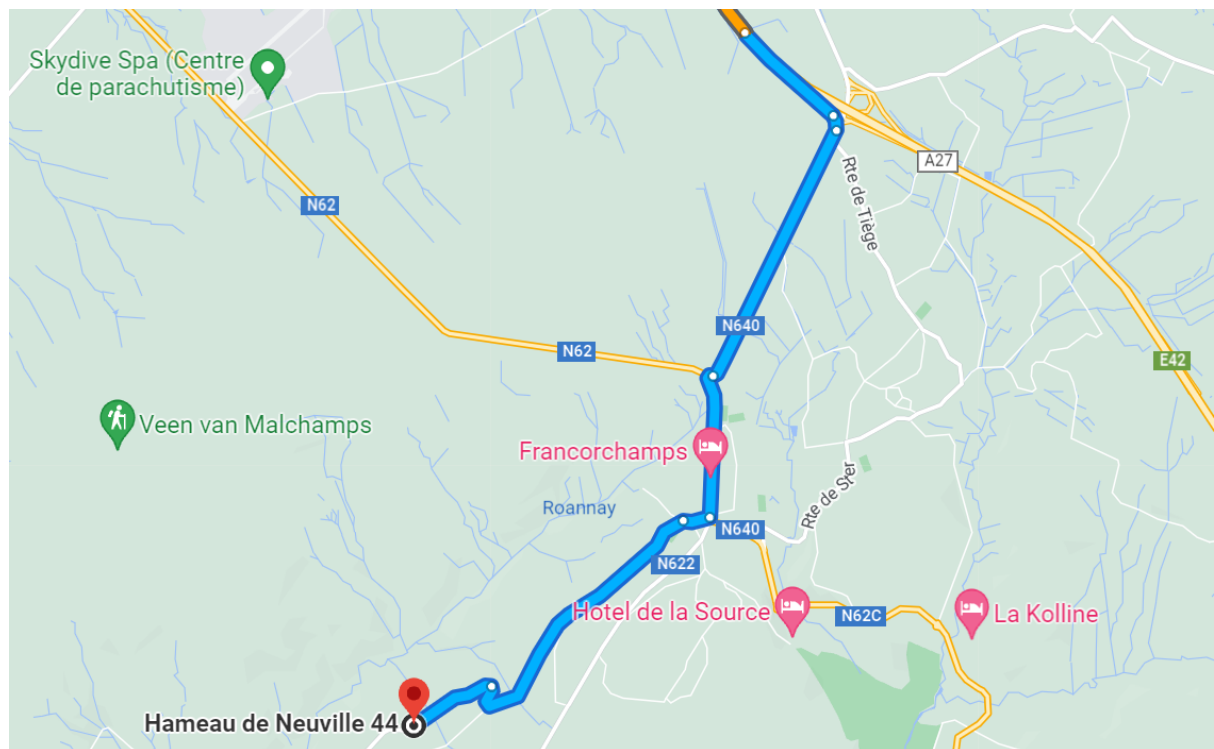 Skydive Spa (Centre
de parachutisme)
A27
Rte de Tiège
N62
N640
N62
E42
Veen van Malchamps
Francorchamps
Rte de Ster
Roannay
N640
N622
Hotel de la Source
N62C
La Kolline
Hameau de Neuville 44